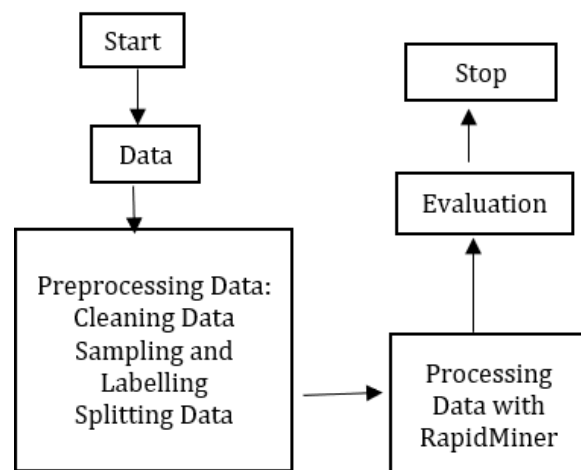 Start
Data
Preprocessing Data:
Cleaning Data
Sampling and
Labelling
Splitting Data
Processing
Data with
RapidMiner
Evaluation
Stop